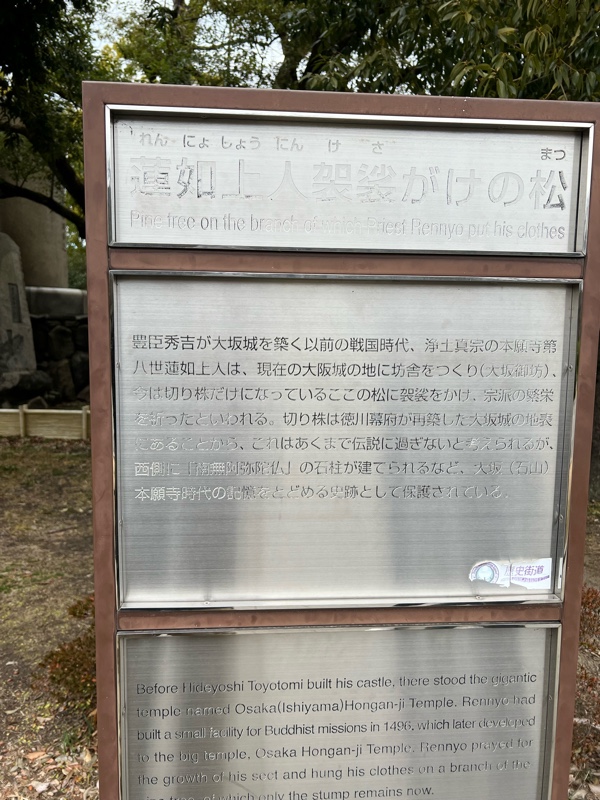 れん にょ しょう にん け さ まつ
蓮如上人袈裟がけの松
Pine tree on the branch of which Priest Rennyo put his clothes
豊臣秀吉が大坂城を築く以前の戦国時代、浄土真宗の本願寺第
八世蓮如上人は、現在の大阪城の地に坊舎をつくり(大坂御坊)、
今は切り株だけになっているここの松に袈裟をかけ、宗派の繁栄
を祈ったといわれる。切り株は徳川幕府が再築した大坂城の地表
にあることから、これはあくまで伝説に過ぎないと考えられるが、
西側に「南無阿弥陀仏」の石柱が建てられるなど、大坂（石山）
本願寺時代の記憶をとどめる史跡として保護されている。
歴史街道
Before Hideyoshi Toyotomi built his castle, there stood the gigantic
temple named Osaka(Ishiyama)Hongan-ji Temple. Rennyo had
built a small facility for Buddhist missions in 1496, which later developed
to the big temple, Osaka Hongan-ji Temple. Rennyo prayed for
the growth of his sect and hung his clothes on a branch of the
pine tree, of which only the stump remains now.